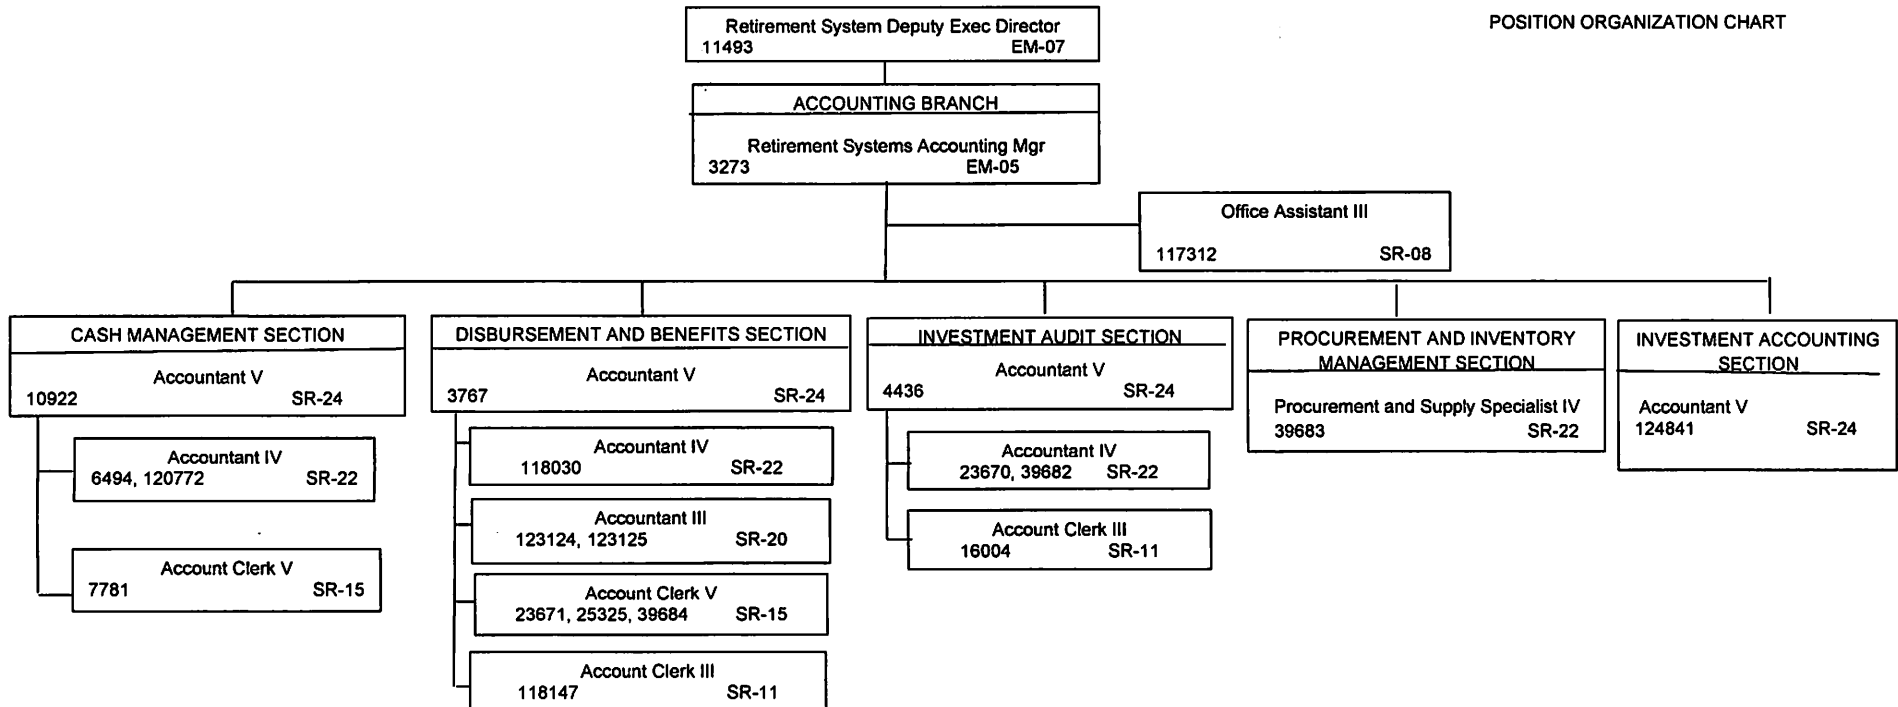 POSITION ORGANIZATION CHART
Retirement System Deputy Exec Director
11493 EM-07
ACCOUNTING BRANCH
Retirement Systems Accounting Mgr
3273 EM-05
Office Assistant III
117312 SR-08
CASH MANAGEMENT SECTION
Accountant V
10922 SR-24
Accountant IV
6494, 120772 SR-22
Account Clerk V
7781 SR-15
DISBURSEMENT AND BENEFITS SECTION
Accountant V
3767 SR-24
Accountant IV
118030 SR-22
Accountant III
123124, 123125 SR-20
Account Clerk V
23671, 25325, 39684 SR-15
Account Clerk III
118147 SR-11
INVESTMENT AUDIT SECTION
Accountant V
4436 SR-24
Accountant IV
23670, 39682 SR-22
Account Clerk III
16004 SR-11
PROCUREMENT AND INVENTORY
MANAGEMENT SECTION
Procurement and Supply Specialist IV
39683 SR-22
INVESTMENT ACCOUNTING
SECTION
Accountant V
124841 SR-24